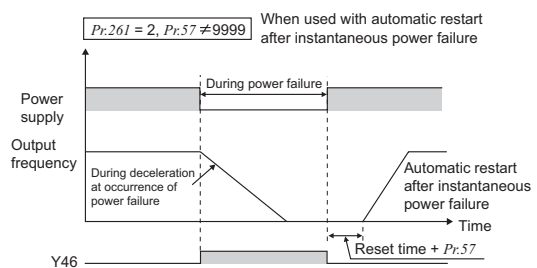 Pr.261 = 2, Pr.57 ≠9999
When used with automatic restart
after instantaneous power failure
During power failure
Power
supply
Output
frequency
During deceleration
at occurrence of
power failure
Automatic restart
after instantaneous
power failure
Time
Reset time + Pr.57
Y46